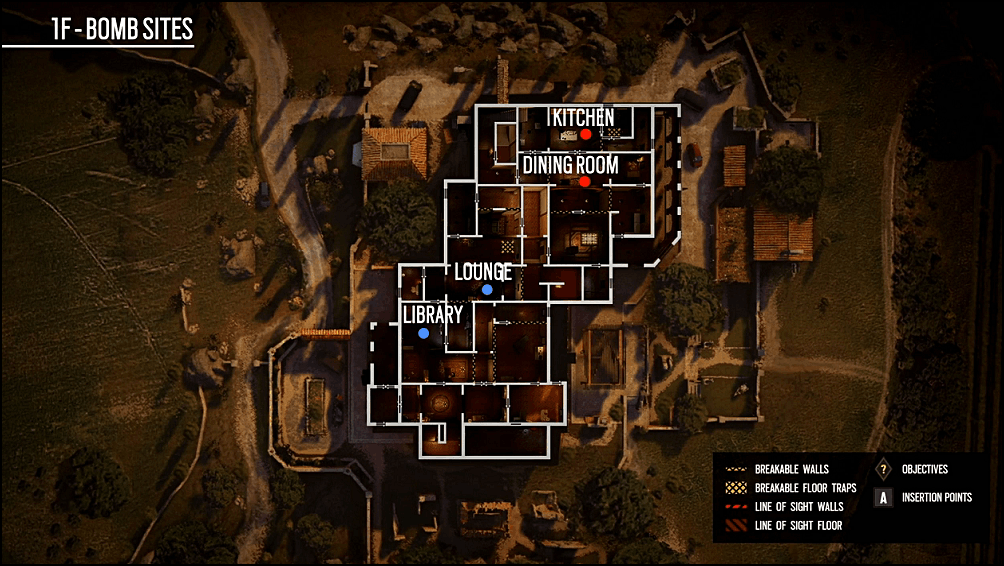 1F - BOMB SITES
KITCHEN
DINING ROOM
LOUNGE
LIBRARY
BREAKABLE WALLS
BREAKABLE FLOOR TRAPS
LINE OF SIGHT WALLS
LINE OF SIGHT FLOOR
? OBJECTIVES
A INSERTION POINTS